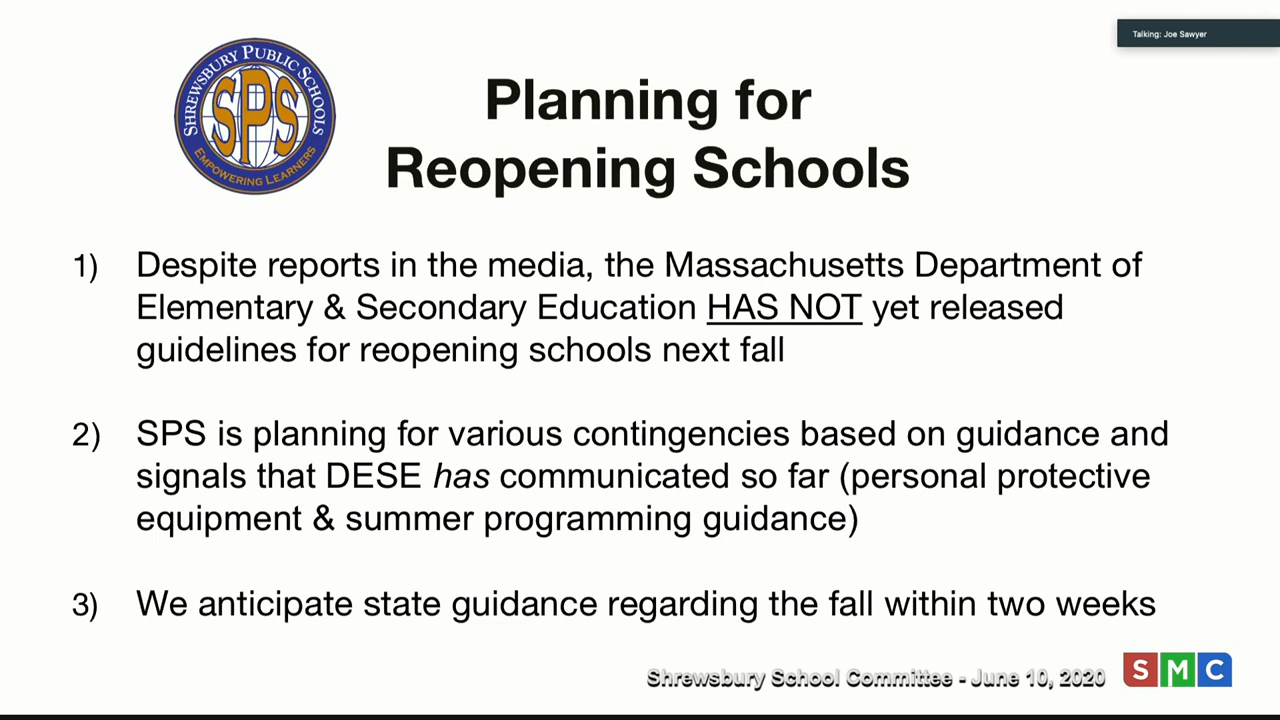 Talking: Joe Sawyer
SHREWSBURY PUBLIC SCHOOLS
SPS
EMPOWERING LEARNERS
Planning for
Reopening Schools
1) Despite reports in the media, the Massachusetts Department of
Elementary & Secondary Education HAS NOT yet released
guidelines for reopening schools next fall
2) SPS is planning for various contingencies based on guidance and
signals that DESE has communicated so far (personal protective
equipment & summer programming guidance)
3) We anticipate state guidance regarding the fall within two weeks
Shrewsbury School Committee - June 10, 2020
SMC